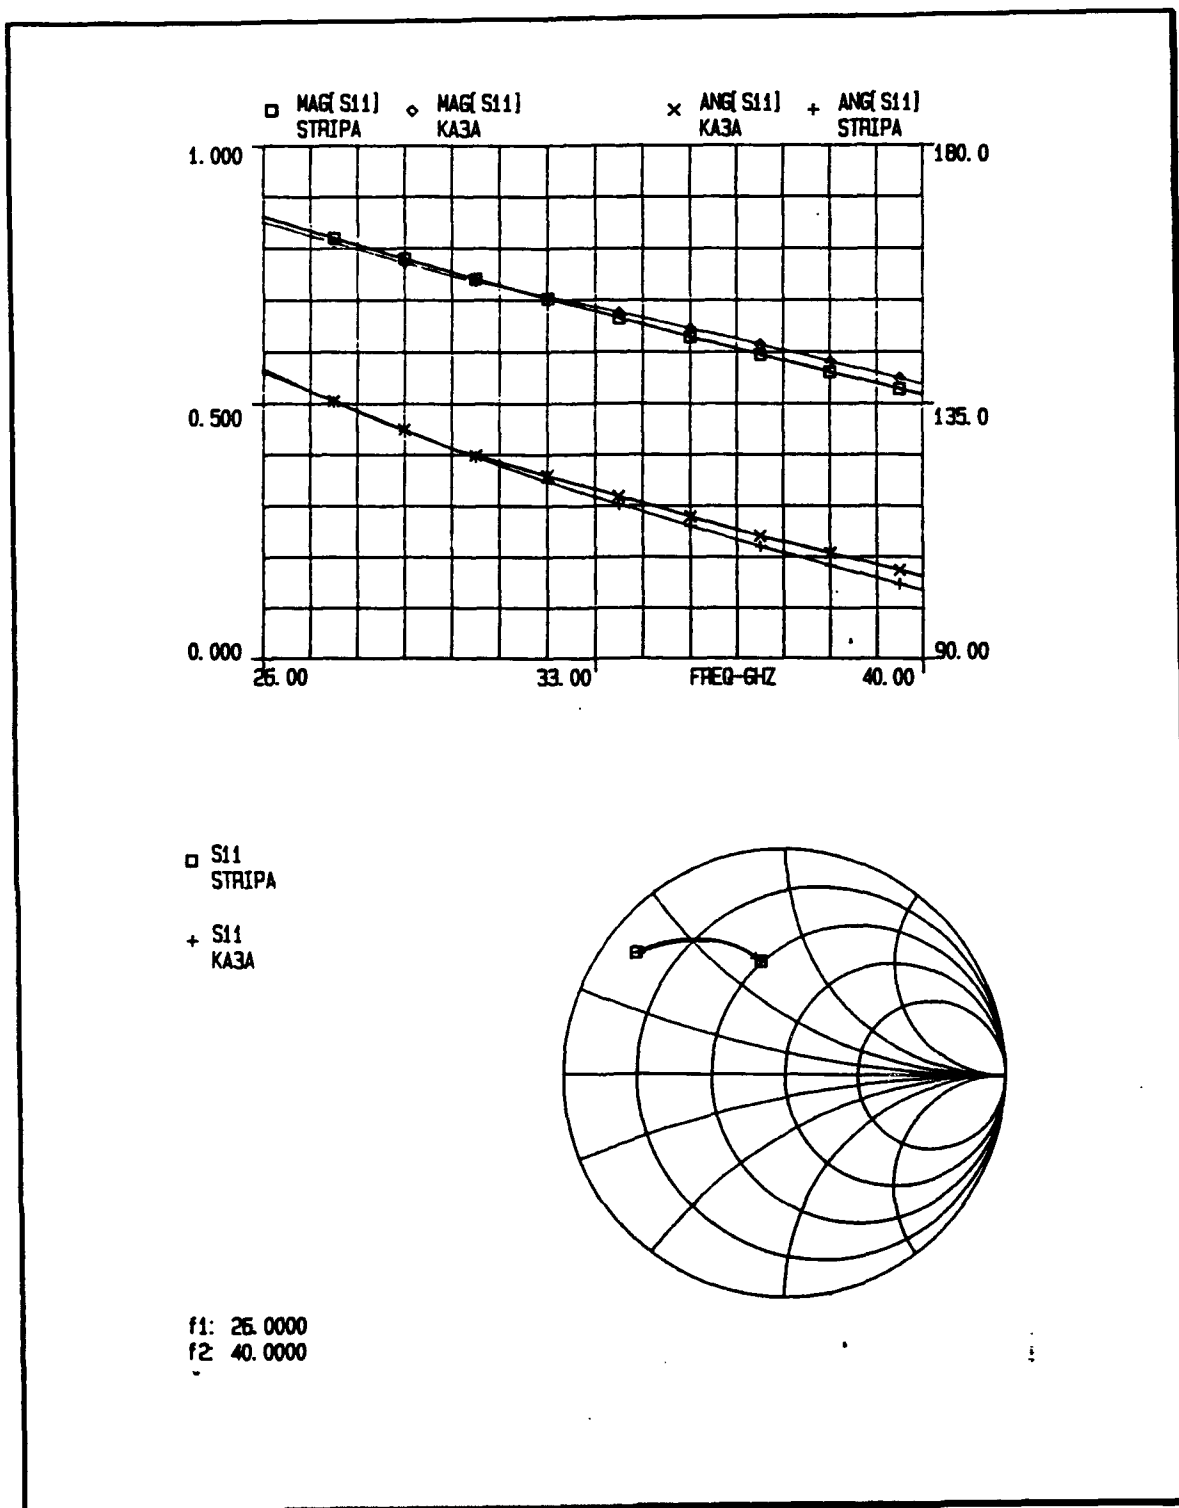 MAG[S11] MAG[S11] ANG[S11] ANG[S11]
STRIPA KA3A KA3A STRIPA
1.000 180.0
0.500 135.0
0.000 90.00
26.00 33.00 FREQ-GHZ 40.00
S11
STRIPA
S11
KA3A
f1: 26.0000
f2: 40.0000